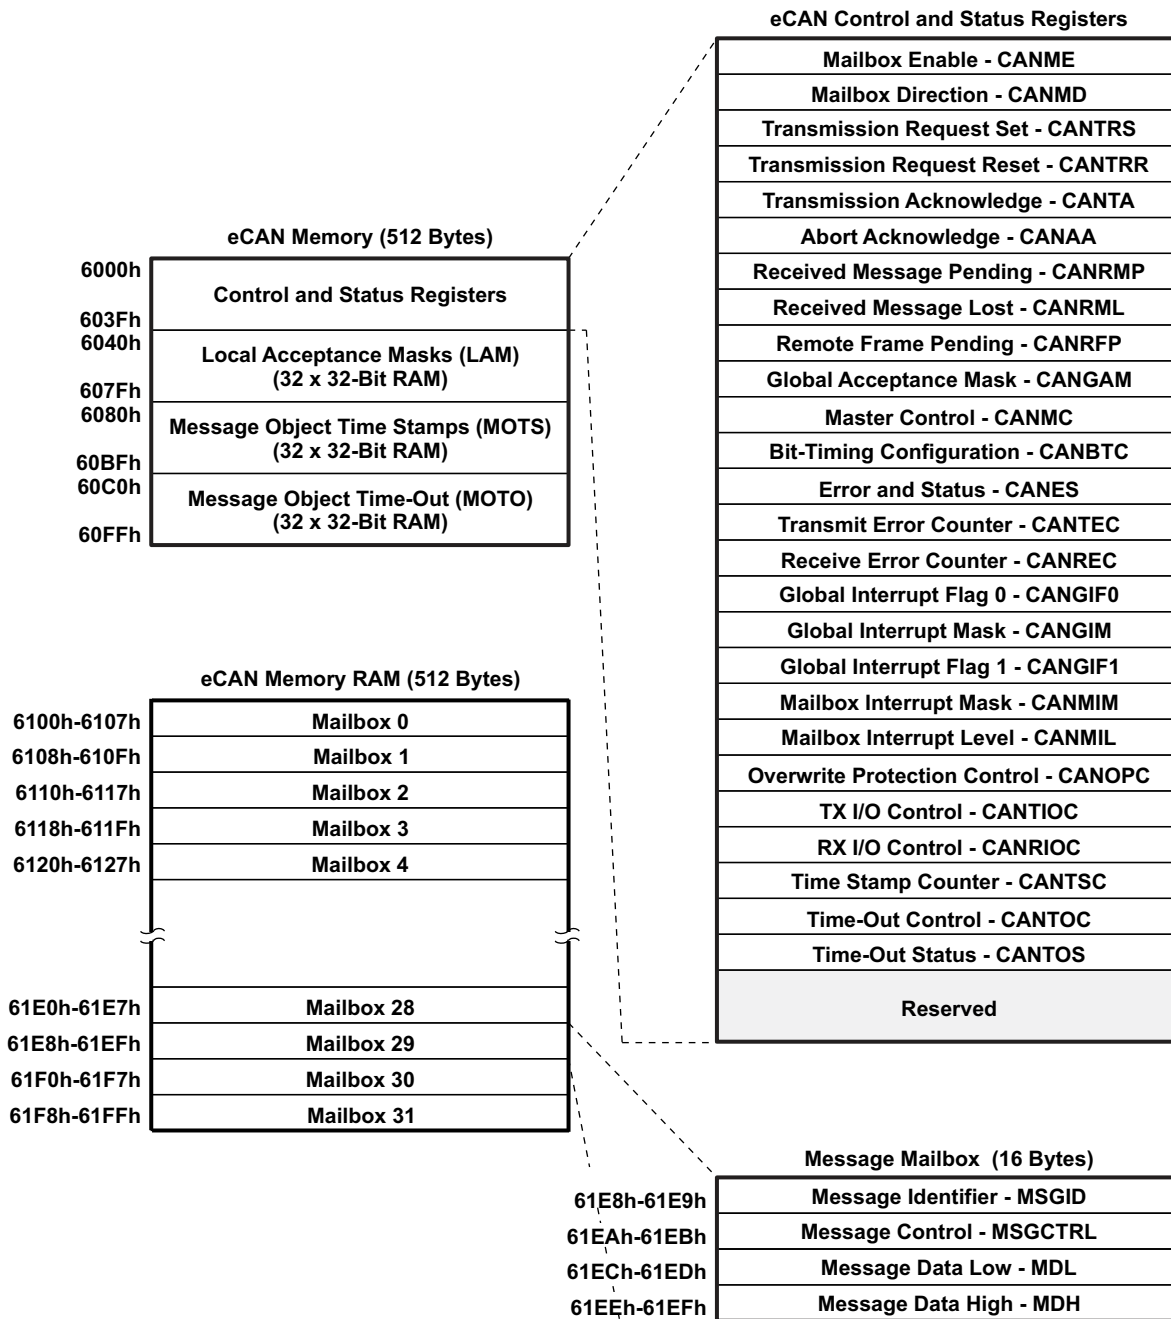 eCAN Control and Status Registers
Mailbox Enable - CANME
Mailbox Direction - CANMD
Transmission Request Set - CANTRS
Transmission Request Reset - CANTRR
Transmission Acknowledge - CANTA
Abort Acknowledge - CANAA
Received Message Pending - CANRMP
Received Message Lost - CANRML
Remote Frame Pending - CANRFP
Global Acceptance Mask - CANGAM
Master Control - CANMC
Bit-Timing Configuration - CANBTC
Error and Status - CANES
Transmit Error Counter - CANTEC
Receive Error Counter - CANREC
Global Interrupt Flag 0 - CANGIF0
Global Interrupt Mask - CANGIM
Global Interrupt Flag 1 - CANGIF1
Mailbox Interrupt Mask - CANMIM
Mailbox Interrupt Level - CANMIL
Overwrite Protection Control - CANOPC
TX I/O Control - CANTIOC
RX I/O Control - CANRIOC
Time Stamp Counter - CANTSC
Time-Out Control - CANTOC
Time-Out Status - CANTOS
Reserved
eCAN Memory (512 Bytes)
6000h
Control and Status Registers
603Fh
6040h
Local Acceptance Masks (LAM)
(32 x 32-Bit RAM)
607Fh
6080h
Message Object Time Stamps (MOTS)
(32 x 32-Bit RAM)
60BFh
60C0h
Message Object Time-Out (MOTO)
(32 x 32-Bit RAM)
60FFh
eCAN Memory RAM (512 Bytes)
6100h-6107h Mailbox 0
6108h-610Fh Mailbox 1
6110h-6117h Mailbox 2
6118h-611Fh Mailbox 3
6120h-6127h Mailbox 4
61E0h-61E7h Mailbox 28
61E8h-61EFh Mailbox 29
61F0h-61F7h Mailbox 30
61F8h-61FFh Mailbox 31
Message Mailbox (16 Bytes)
61E8h-61E9h Message Identifier - MSGID
61EAh-61EBh Message Control - MSGCTRL
61ECh-61EDh Message Data Low - MDL
61EEh-61EFh Message Data High - MDH